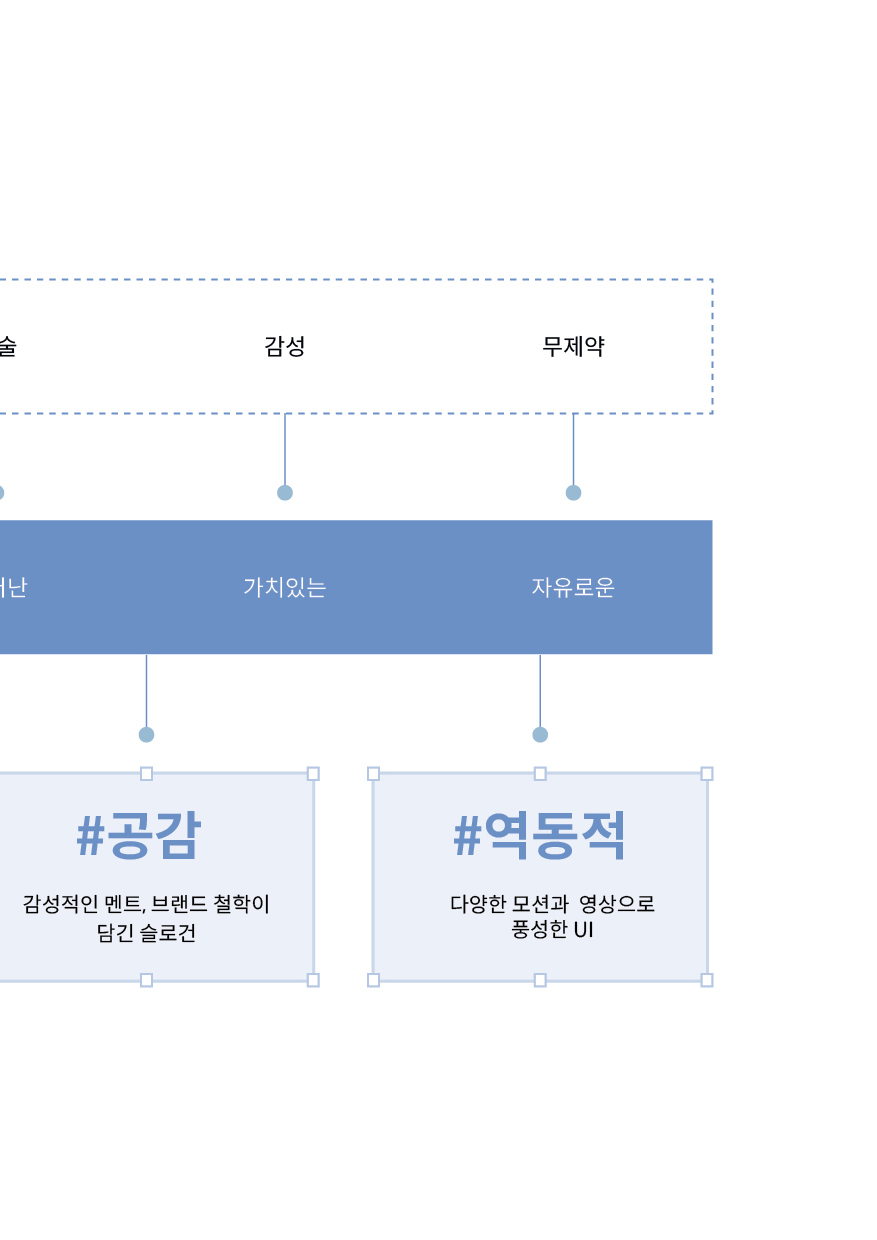 술
감성
무제약
난
가치있는
자유로운
#공감
감성적인 멘트, 브랜드 철학이
담긴 슬로건
#역동적
다양한 모션과  영상으로
풍성한 UI